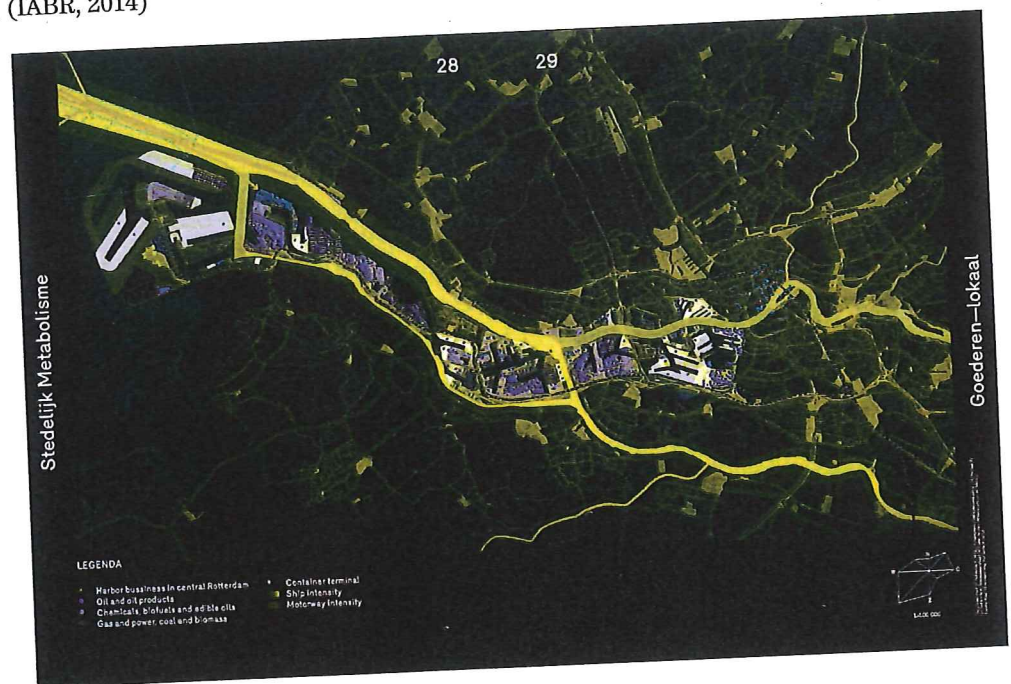 (IABR, 2014)
28
29
Stedelijk Metabolisme
Goederen—lokaal
LEGENDA
Harbor bussiness in central Rotterdam
Oil and oil products
Chemicals, biofuels and edible oils
Gas and power, coal and biomass
Container terminal
Ship intensity
Motorway intensity